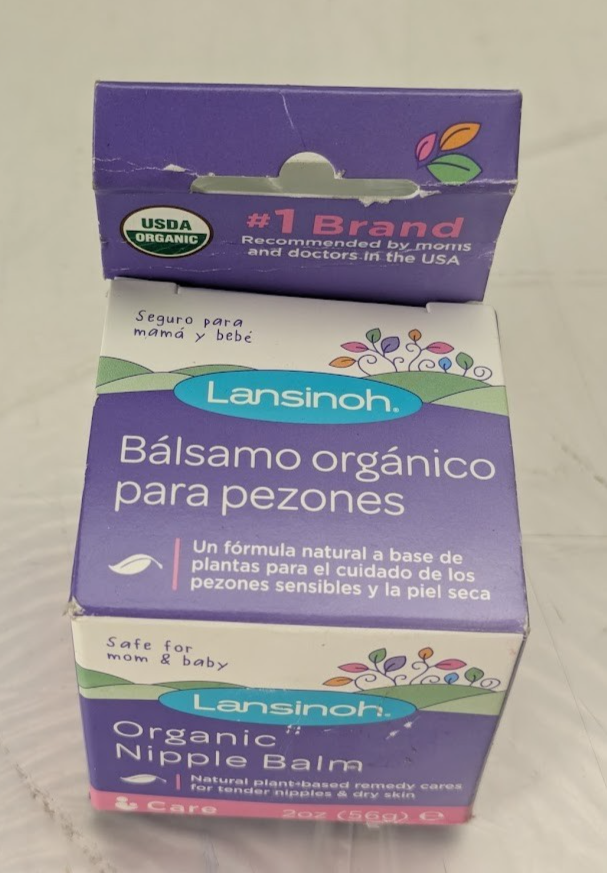 USDA
ORGANIC
#1 Brand
Recommended by moms
and doctors in the USA
Seguro para
mamá y bebé
Lansinoh®
Bálsamo orgánico
para pezones
Un fórmula natural a base de
plantas para el cuidado de los
pezones sensibles y la piel seca
Safe for
mom & baby
Lansinoh®
Organic
Nipple Balm
Natural plant-based remedy cares
for tender nipples & dry skin
Care
2oz (56g) ℮